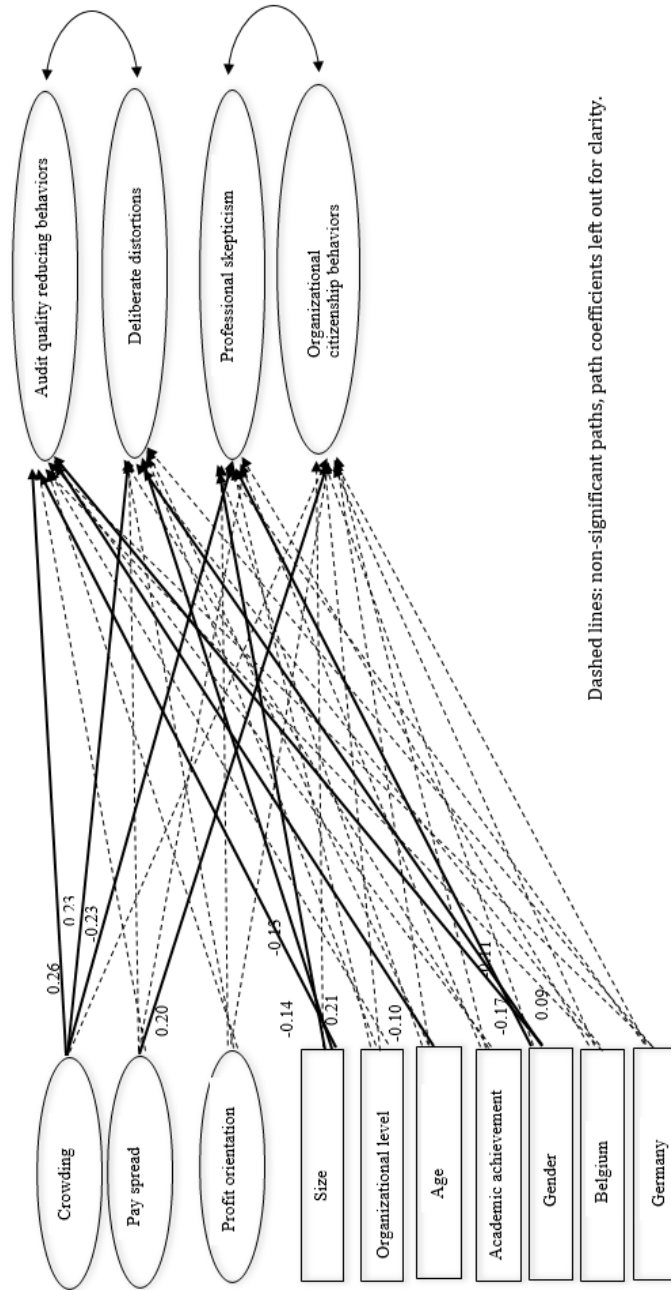 Crowding
Pay spread
Profit orientation
Size
Organizational level
Age
Academic achievement
Gender
Belgium
Germany
0.26
0.23
-0.23
0.20
-0.13
-0.14
0.21
-0.10
-0.11
-0.17
0.09
Audit quality reducing behaviors
Deliberate distortions
Professional skepticism
Organizational
citizenship behaviors
Dashed lines: non-significant paths, path coefficients left out for clarity.